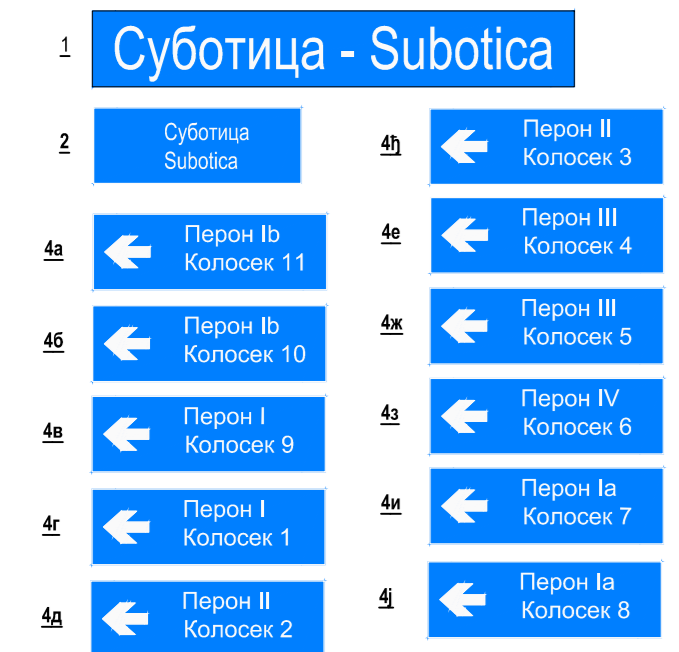 1
Суботица - Subotica
2
Суботица
Subotica
4а
Перон Ib
Колосек 11
4б
Перон Ib
Колосек 10
4в
Перон I
Колосек 9
4г
Перон I
Колосек 1
4д
Перон II
Колосек 2
4ђ
Перон II
Колосек 3
4е
Перон III
Колосек 4
4ж
Перон III
Колосек 5
4з
Перон IV
Колосек 6
4и
Перон Ia
Колосек 7
4ј
Перон Ia
Колосек 8